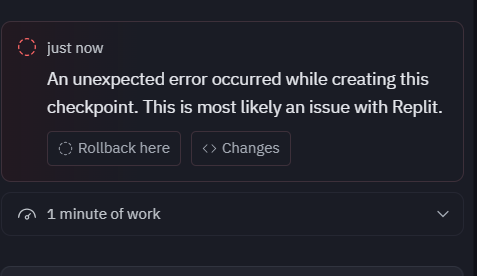 just now
An unexpected error occurred while creating this
checkpoint. This is most likely an issue with Replit.
Rollback here
Changes
1 minute of work